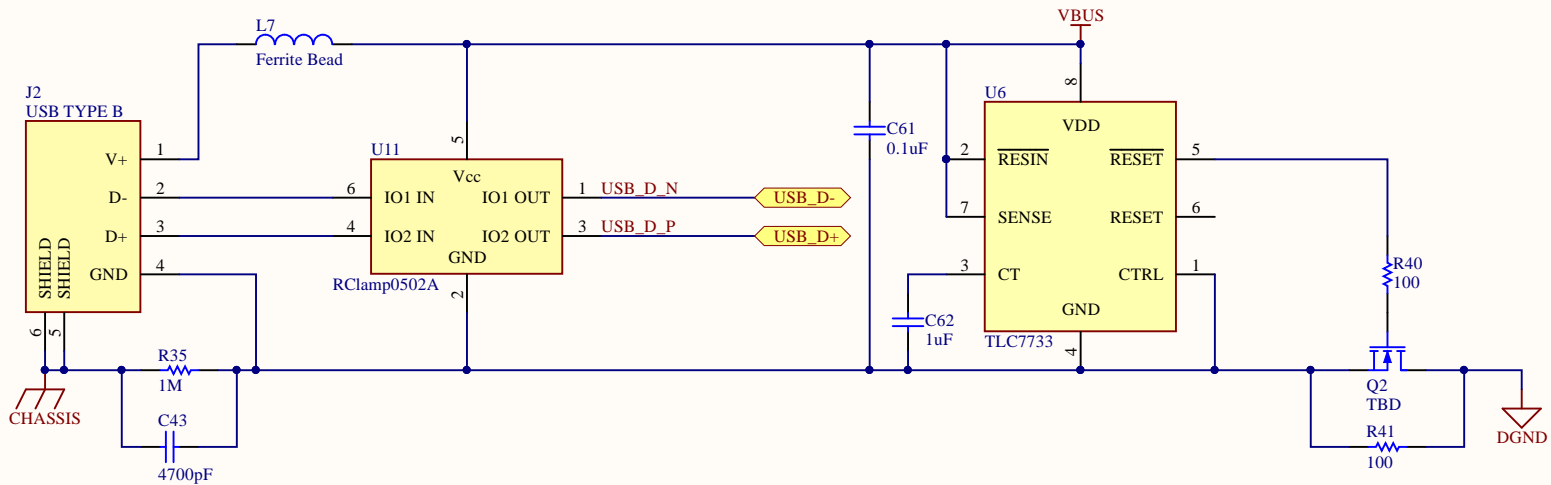 VBUS
L7
Ferrite Bead
J2
USB TYPE B
V+
1
D-
2
D+
3
GND
4
SHIELD
SHIELD
6
5
U11
5
Vcc
6
IO1 IN
IO1 OUT
1
USB_D_N
USB_D-
4
IO2 IN
IO2 OUT
3
USB_D_P
USB_D+
GND
RClamp0502A
2
C61
0.1uF
U6
8
VDD
2
RESIN
RESET
5
7
SENSE
RESET
6
3
CT
CTRL
1
GND
TLC7733
4
C62
1uF
R40
100
R35
1M
C43
4700pF
CHASSIS
Q2
TBD
R41
100
DGND